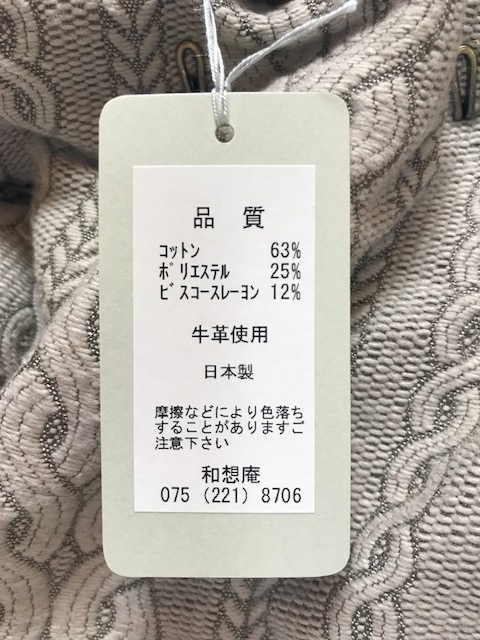 品 質
コットン 63%
ポリエステル 25%
ビスコースレーヨン 12%
牛革使用
日本製
摩擦などにより色落ち
することがありますご
注意下さい
和想庵
075 (221) 8706